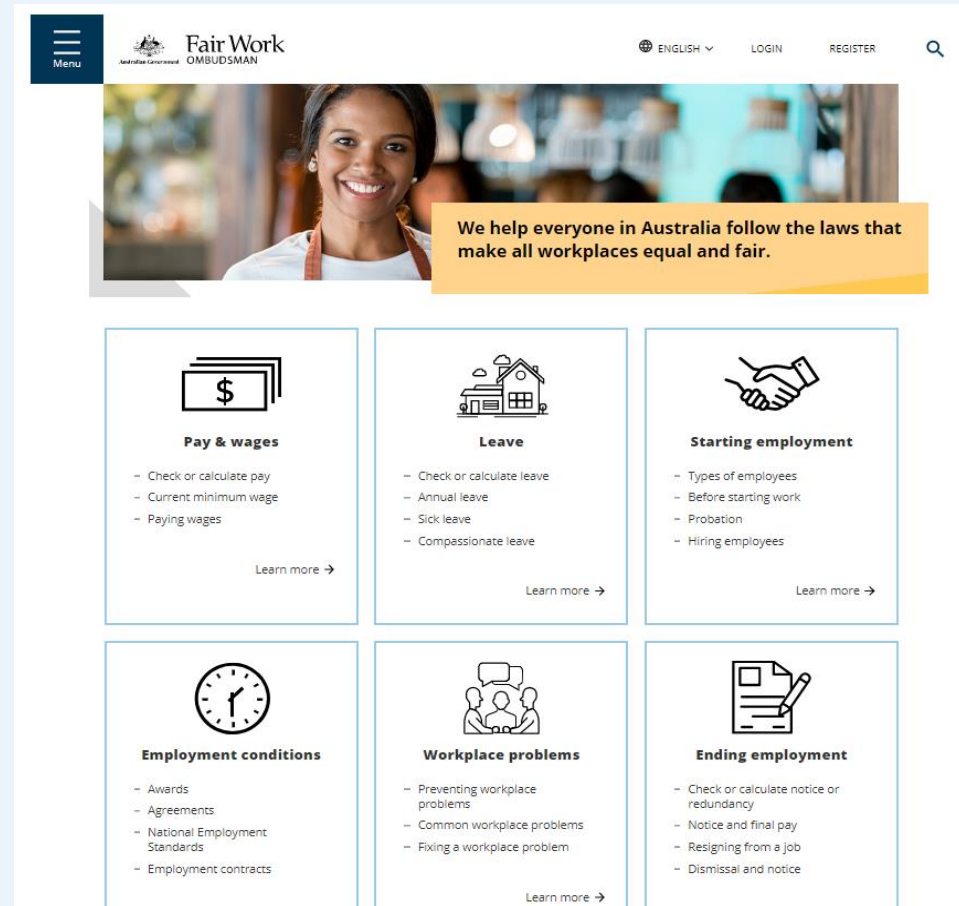 Menu
Australian Government
Fair Work
OMBUDSMAN
ENGLISH
LOGIN
REGISTER
We help everyone in Australia follow the laws that
make all workplaces equal and fair.
$
Pay & wages
– Check or calculate pay
– Current minimum wage
– Paying wages
Learn more →
Leave
– Check or calculate leave
– Annual leave
– Sick leave
– Compassionate leave
Learn more →
Starting employment
– Types of employees
– Before starting work
– Probation
– Hiring employees
Learn more →
Employment conditions
– Awards
– Agreements
– National Employment
Standards
– Employment contracts
Workplace problems
– Preventing workplace
problems
– Common workplace problems
– Fixing a workplace problem
Learn more →
Ending employment
– Check or calculate notice or
redundancy
– Notice and final pay
– Resigning from a job
– Dismissal and notice